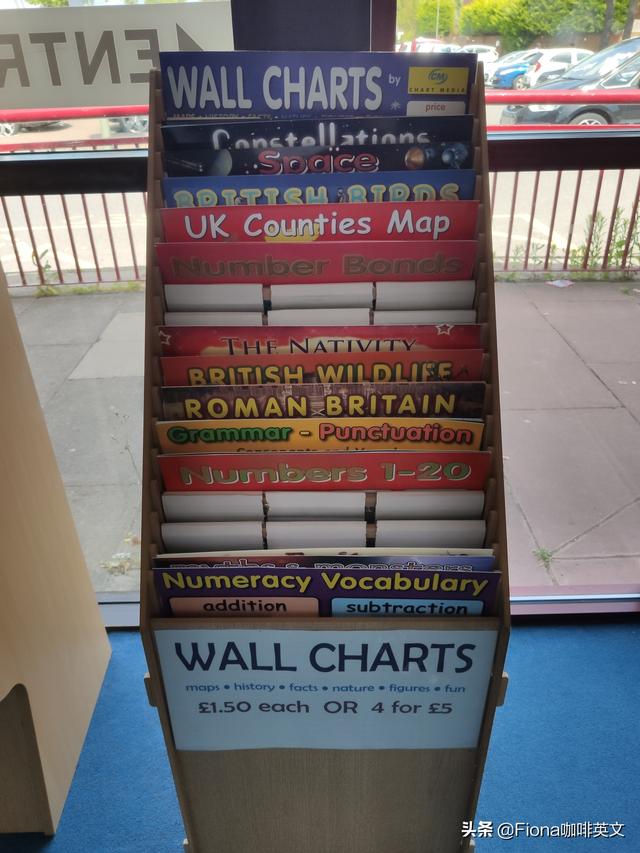 ENTR
WALL CHARTS by
CM
CHART MEDIA
price
Constellations
Space
BRITISH BIRDS
UK Counties Map
Number Bonds
THE NATIVITY
BRITISH WILDLIFE
ROMAN BRITAIN
Grammar - Punctuation
Numbers 1-20
myths & monsters
Numeracy Vocabulary
addition subtraction
WALL CHARTS
maps • history • facts • nature • figures • fun
£1.50 each OR 4 for £5
头条 @Fiona咖啡英文